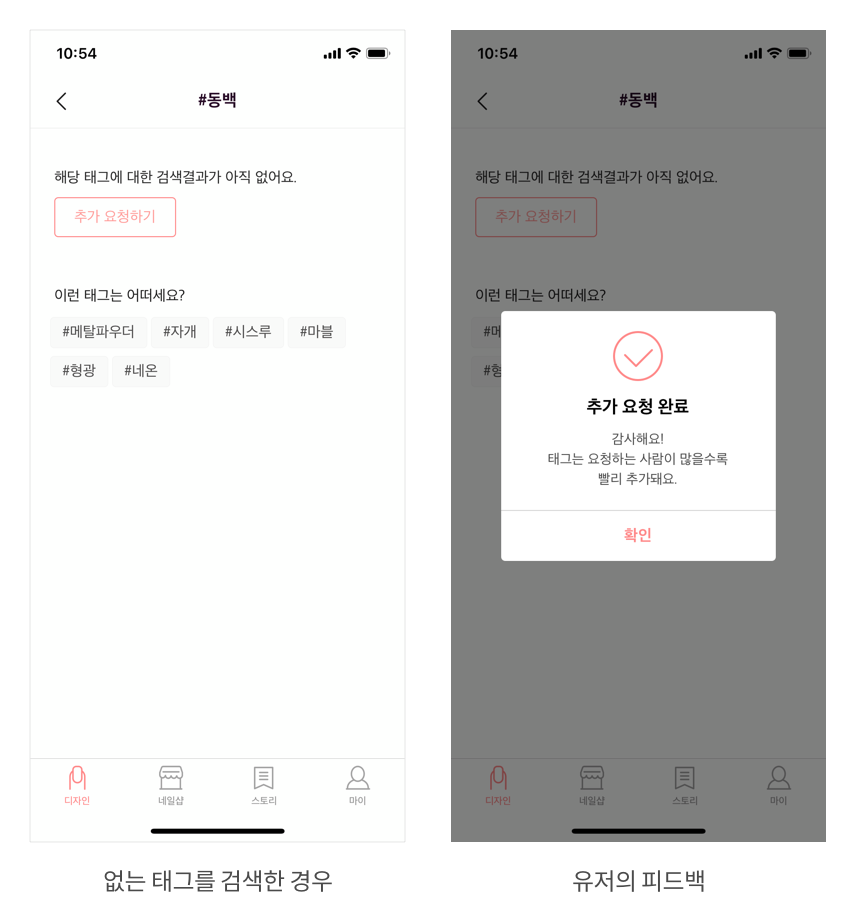 10:54
#동백
해당 태그에 대한 검색결과가 아직 없어요.
추가 요청하기
이런 태그는 어떠세요?
#메탈파우더 #자개 #시스루 #마블
#형광 #네온
디자인 네일샵 스토리 마이
없는 태그를 검색한 경우
10:54
#동백
해당 태그에 대한 검색결과가 아직 없어요.
추가 요청하기
이런 태그는 어떠세요?
#메
#형
추가 요청 완료
감사해요!
태그는 요청하는 사람이 많을수록
빨리 추가돼요.
확인
디자인 네일샵 스토리 마이
유저의 피드백